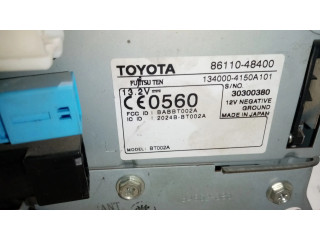 TOYOTA 86110-48400
FUJITSU TEN 134000-4150A101
13.2V S/NO.
30300380
CE0560 12V NEGATIVE
GROUND
FCC ID : BABBT002A MADE IN JAPAN
IC ID : 2024B-BT002A
MODEL : BT002A